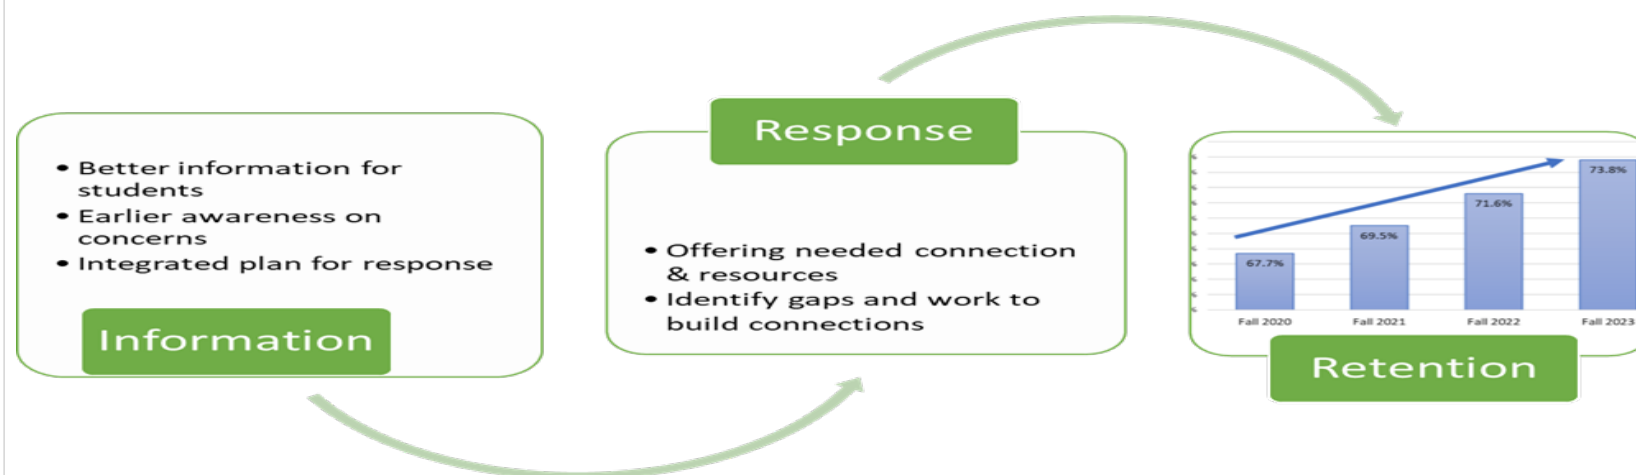 • Better information for
students
• Earlier awareness on
concerns
• Integrated plan for response
Information
Response
• Offering needed connection
& resources
• Identify gaps and work to
build connections
67.7%
69.5%
71.6%
73.8%
Fall 2020
Fall 2021
Fall 2022
Fall 2023
Retention